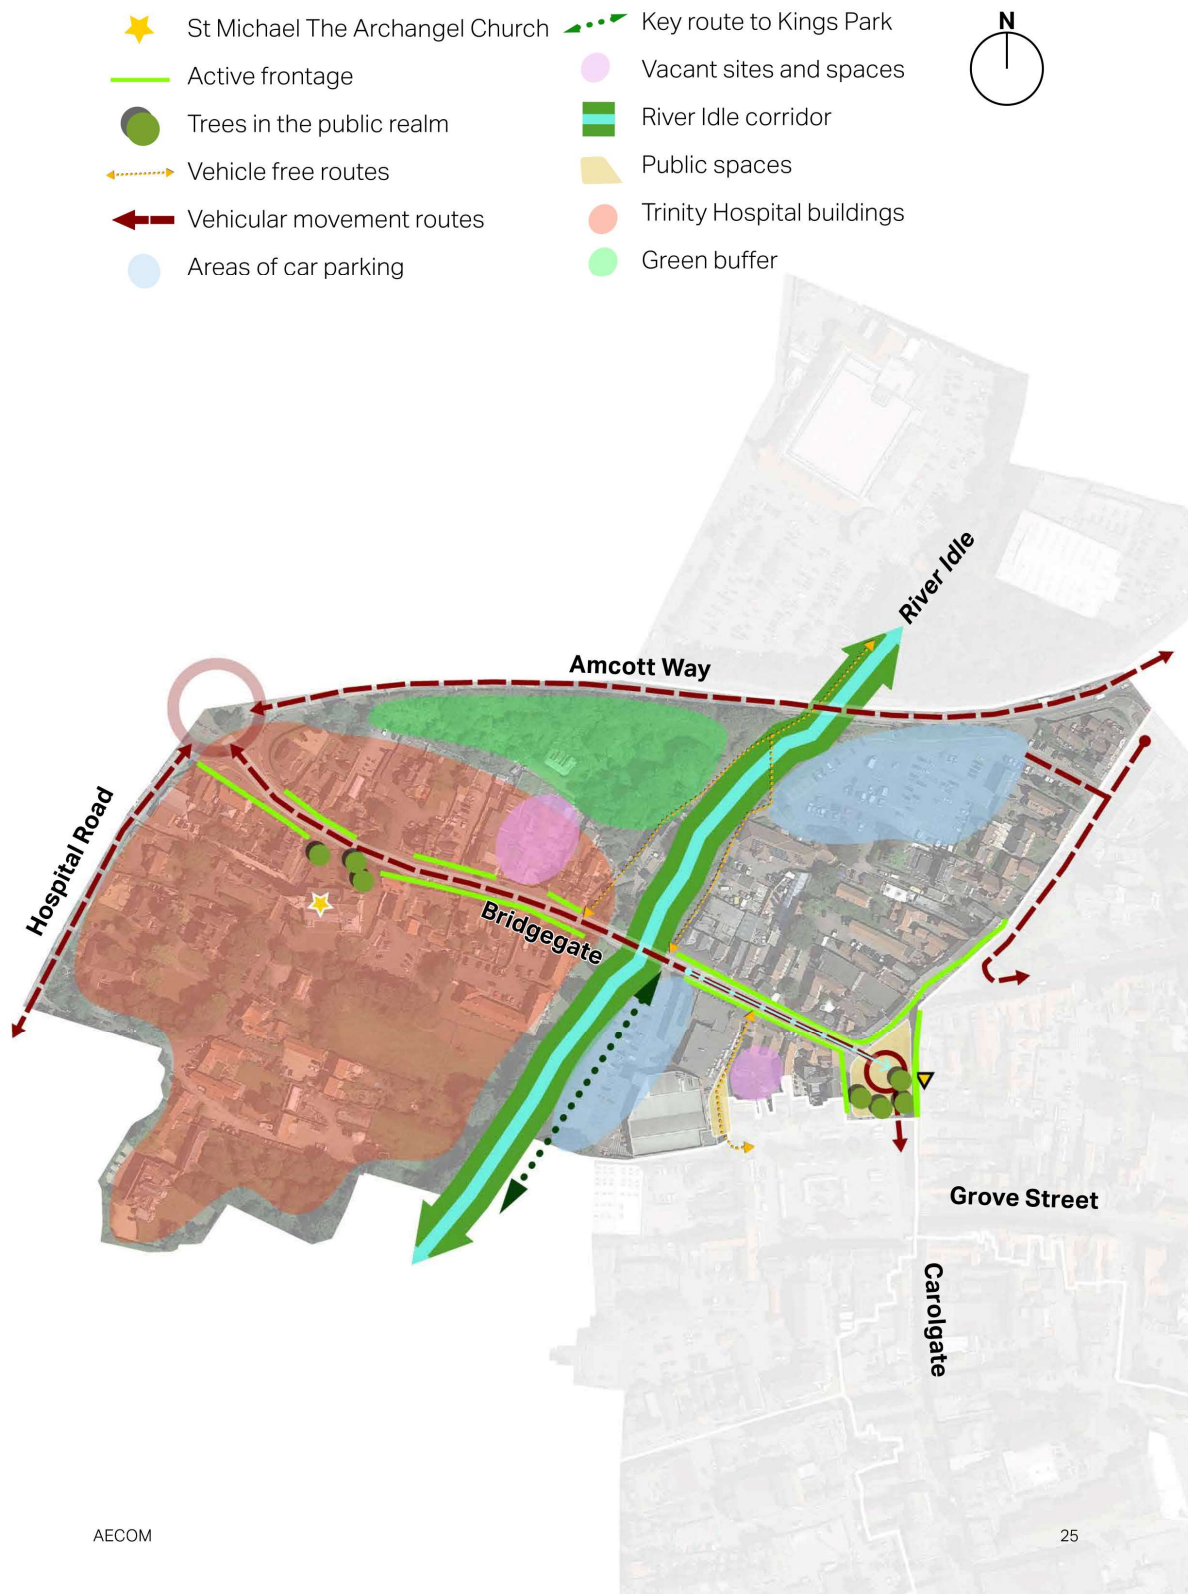 St Michael The Archangel Church
Active frontage
Trees in the public realm
Vehicle free routes
Vehicular movement routes
Areas of car parking
Key route to Kings Park
Vacant sites and spaces
River Idle corridor
Public spaces
Trinity Hospital buildings
Green buffer
N
River Idle
Amcott Way
Hospital Road
Bridgegate
Grove Street
Carolgate
AECOM
25